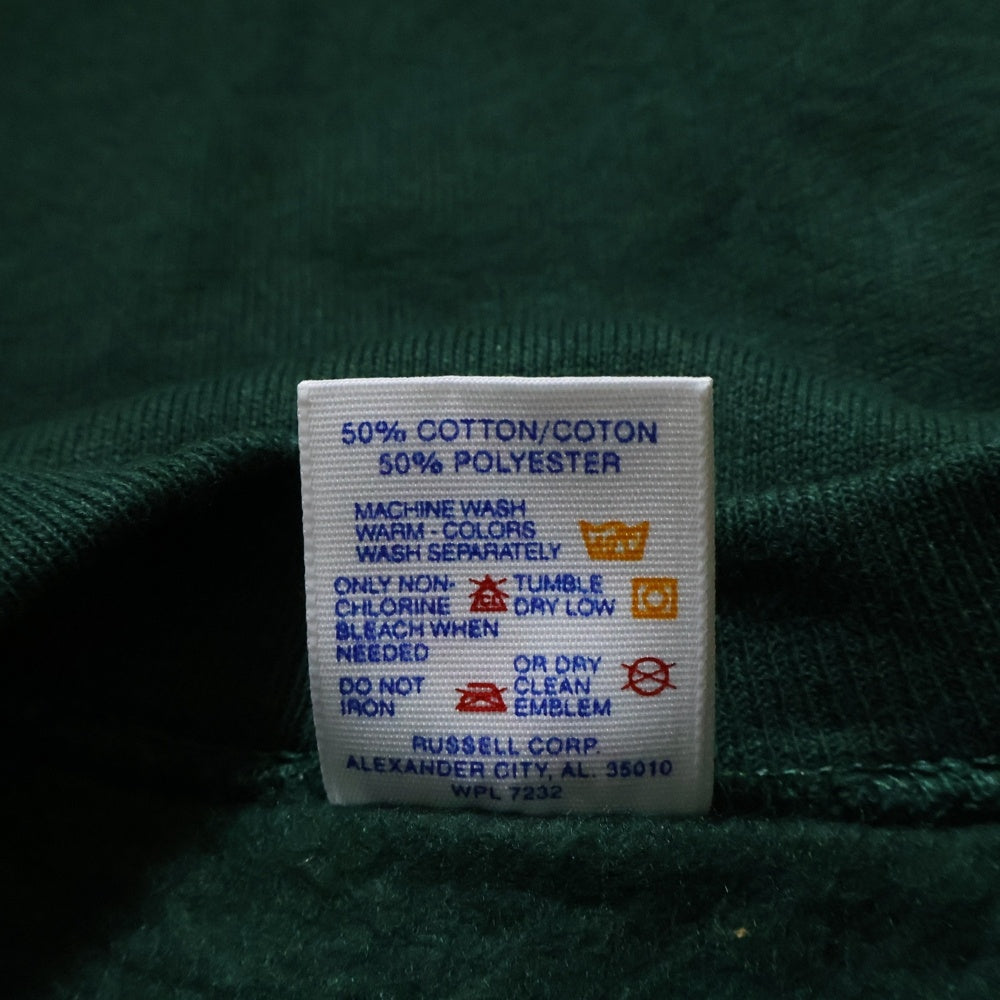 50% COTTON/COTON
50% POLYESTER
MACHINE WASH
WARM - COLORS
WASH SEPARATELY
ONLY NON-
CHLORINE
BLEACH WHEN
NEEDED
CL
TUMBLE
DRY LOW
DO NOT
IRON
OR DRY
CLEAN
EMBLEM
RUSSELL CORP.
ALEXANDER CITY, AL. 35010
WPL 7232